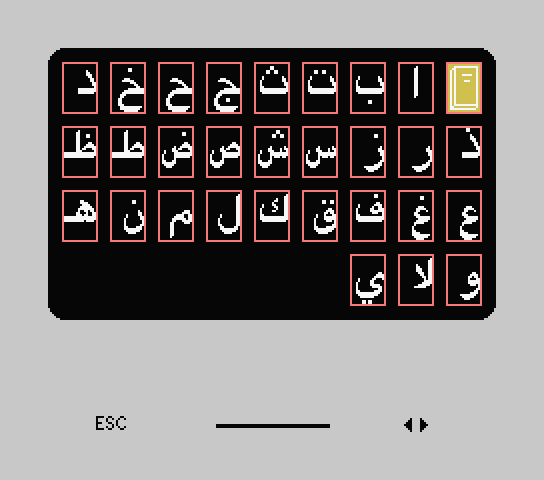 ا ب ت ث ج ح خ د
ذ ر ز س ش ص ض ط ظ
ع غ ف ق ك ل م ن هـ
و لا ي
ESC